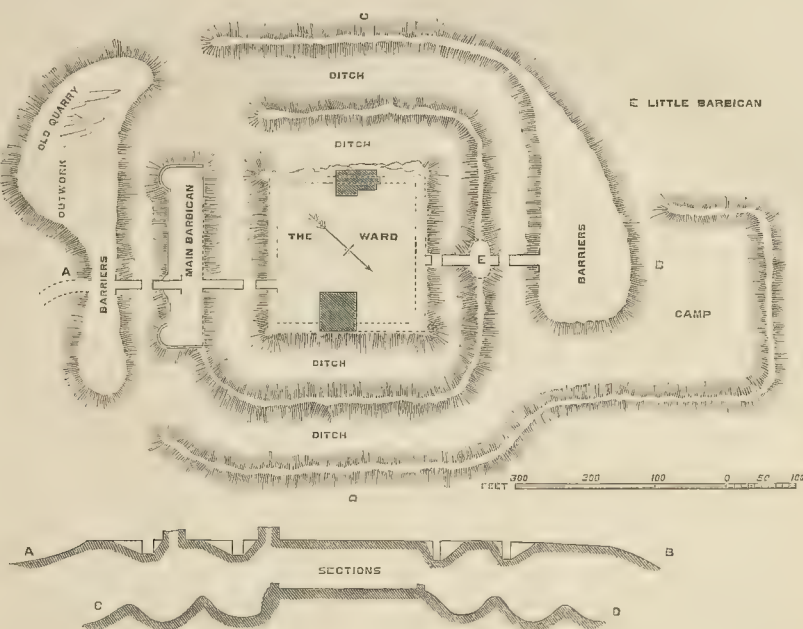 C
DITCH
E LITTLE BARBICAN
OLD QUARRY
DITCH
OUTWORK
MAIN BARBICAN
THE WARD
A
BARRIERS
E
BARRIERS
B
CAMP
DITCH
DITCH
D
FEET 300 200 100 0 50 100
A B
SECTIONS
C D